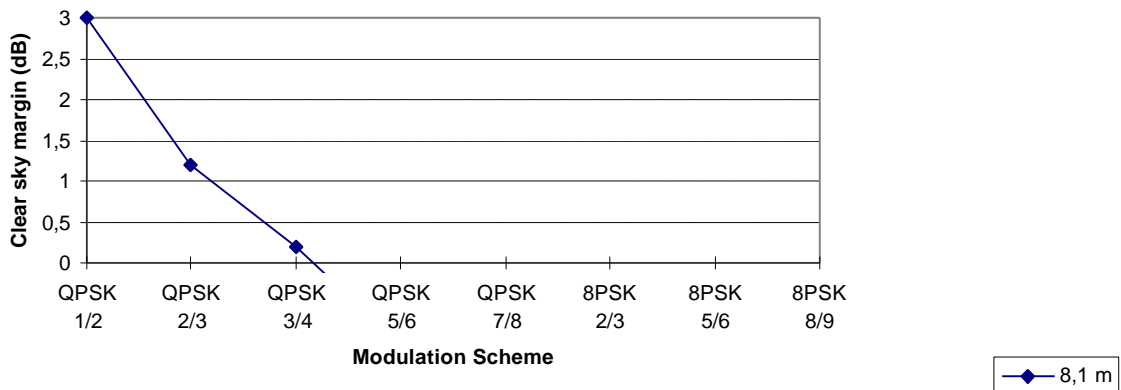 Clear sky margin (dB)
3
2,5
2
1,5
1
0,5
0
QPSK QPSK QPSK QPSK QPSK 8PSK 8PSK 8PSK
1/2 2/3 3/4 5/6 7/8 2/3 5/6 8/9
Modulation Scheme
8,1 m